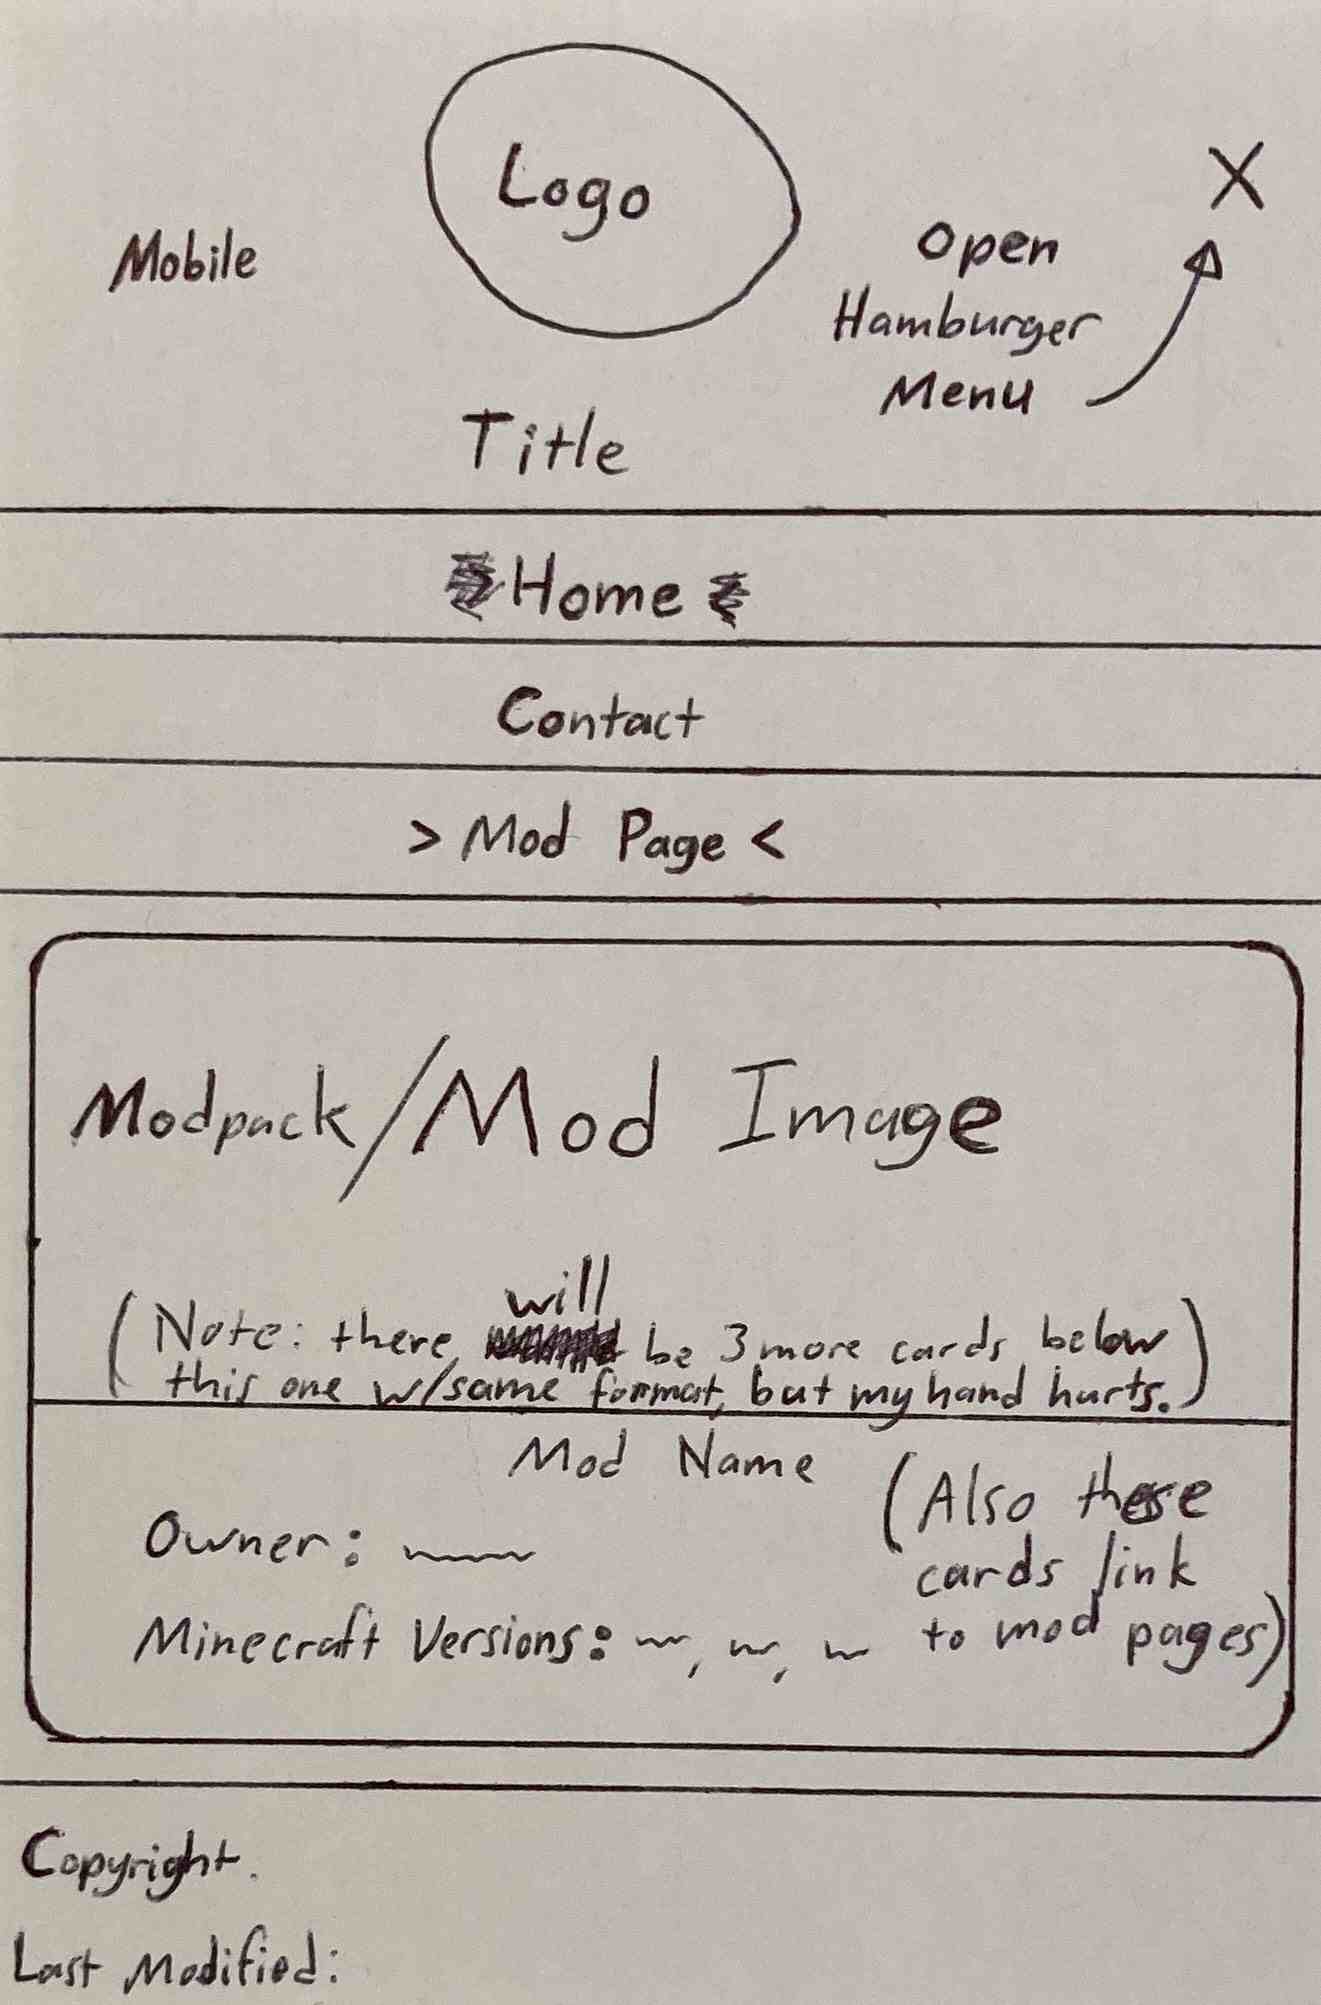 Logo
X
Mobile
Open
Hamburger
Menu
Title
Home
Contact
> Mod Page <
Modpack/Mod Image
will
(Note: there be 3 more cards below
this one w/same format, but my hand hurts.)
Mod Name
Owner:
Minecraft Versions: , ,
(Also these
cards link
to mod pages)
Copyright.
Last Modified: